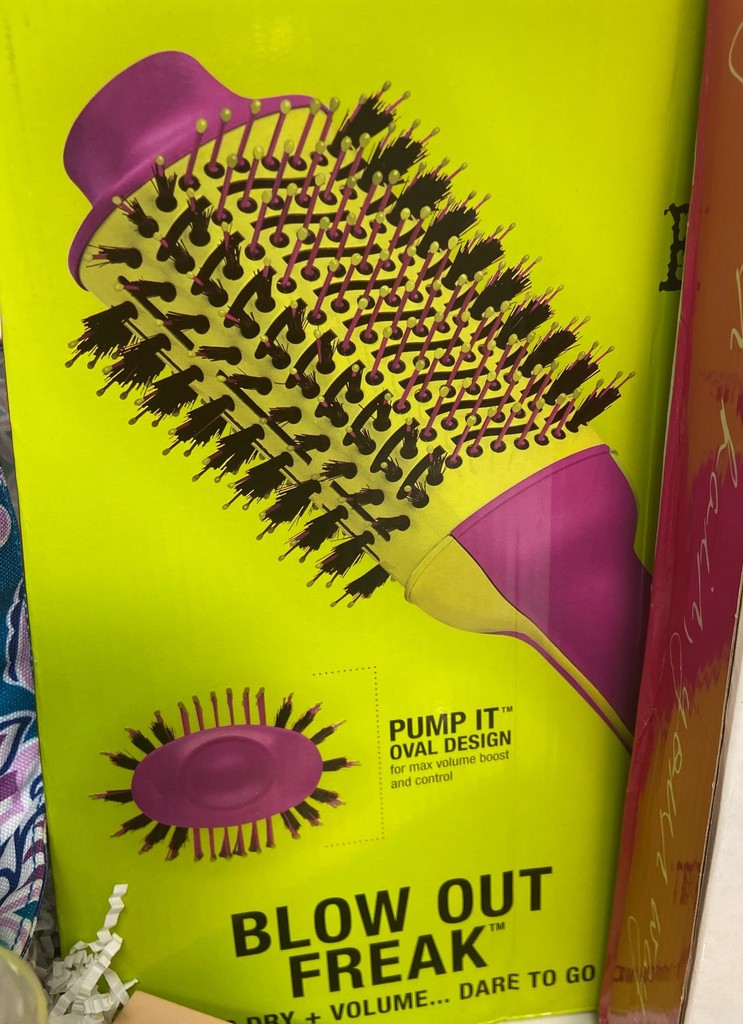 PUMP IT™
OVAL DESIGN
for max volume boost
and control
BLOW OUT
FREAK™
DRY + VOLUME... DARE TO GO